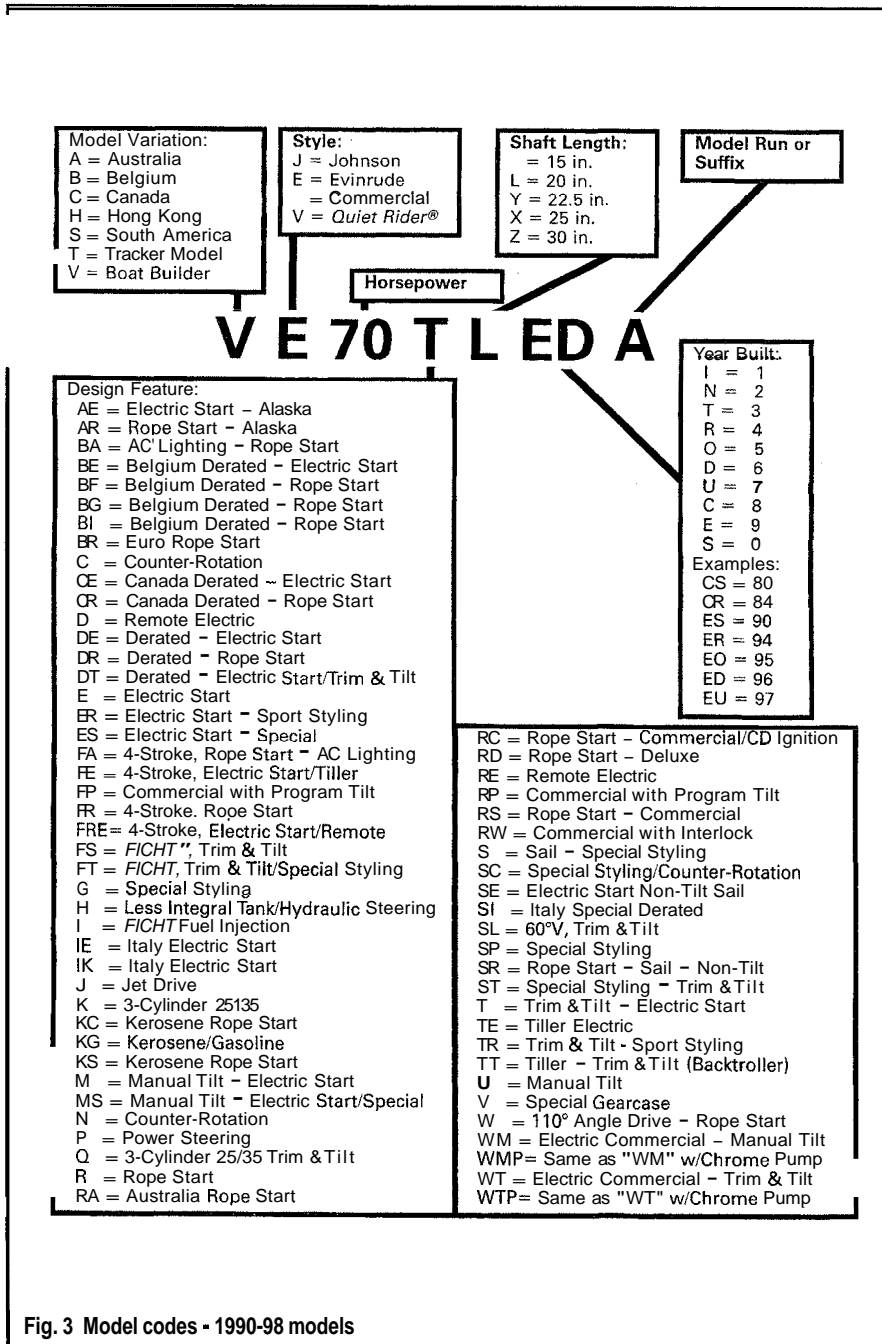 Model Variation:
A = Australia
B = Belgium
C = Canada
H = Hong Kong
S = South America
T = Tracker Model
V = Boat Builder
Style:
J = Johnson
E = Evinrude
= Commercial
V = Quiet Rider®
Shaft Length:
= 15 in.
L = 20 in.
Y = 22.5 in.
X = 25 in.
Z = 30 in.
Model Run or
Suffix
Horsepower
V E 70 T L ED A
Year Built:
I = 1
N = 2
T = 3
R = 4
O = 5
D = 6
U = 7
C = 8
E = 9
S = 0
Examples:
CS = 80
CR = 84
ES = 90
ER = 94
EO = 95
ED = 96
EU = 97
Design Feature:
AE = Electric Start – Alaska
AR = Rope Start – Alaska
BA = AC' Lighting – Rope Start
BE = Belgium Derated – Electric Start
BF = Belgium Derated – Rope Start
BG = Belgium Derated – Rope Start
BI = Belgium Derated – Rope Start
BR = Euro Rope Start
C = Counter-Rotation
CE = Canada Derated – Electric Start
CR = Canada Derated – Rope Start
D = Remote Electric
DE = Derated – Electric Start
DR = Derated – Rope Start
DT = Derated – Electric Start/Trim & Tilt
E = Electric Start
ER = Electric Start – Sport Styling
ES = Electric Start – Special
FA = 4-Stroke, Rope Start – AC Lighting
FE = 4-Stroke, Electric Start/Tiller
FP = Commercial with Program Tilt
FR = 4-Stroke. Rope Start
FRE= 4-Stroke, Electric Start/Remote
FS = FICHT ", Trim & Tilt
FT = FICHT, Trim & Tilt/Special Styling
G = Special Styling
H = Less Integral Tank/Hydraulic Steering
I = FICHT Fuel Injection
IE = Italy Electric Start
IK = Italy Electric Start
J = Jet Drive
K = 3-Cylinder 25135
KC = Kerosene Rope Start
KG = Kerosene/Gasoline
KS = Kerosene Rope Start
M = Manual Tilt – Electric Start
MS = Manual Tilt – Electric Start/Special
N = Counter-Rotation
P = Power Steering
Q = 3-Cylinder 25/35 Trim & Tilt
R = Rope Start
RA = Australia Rope Start
RC = Rope Start – Commercial/CD Ignition
RD = Rope Start – Deluxe
RE = Remote Electric
RP = Commercial with Program Tilt
RS = Rope Start – Commercial
RW = Commercial with Interlock
S = Sail – Special Styling
SC = Special Styling/Counter-Rotation
SE = Electric Start Non-Tilt Sail
SI = Italy Special Derated
SL = 60°V, Trim & Tilt
SP = Special Styling
SR = Rope Start – Sail – Non-Tilt
ST = Special Styling – Trim & Tilt
T = Trim & Tilt – Electric Start
TE = Tiller Electric
TR = Trim & Tilt - Sport Styling
TT = Tiller – Trim & Tilt (Backtroller)
U = Manual Tilt
V = Special Gearcase
W = 110° Angle Drive – Rope Start
WM = Electric Commercial – Manual Tilt
WMP= Same as "WM" w/Chrome Pump
WT = Electric Commercial – Trim & Tilt
WTP= Same as "WT" w/Chrome Pump
Fig. 3 Model codes - 1990-98 models